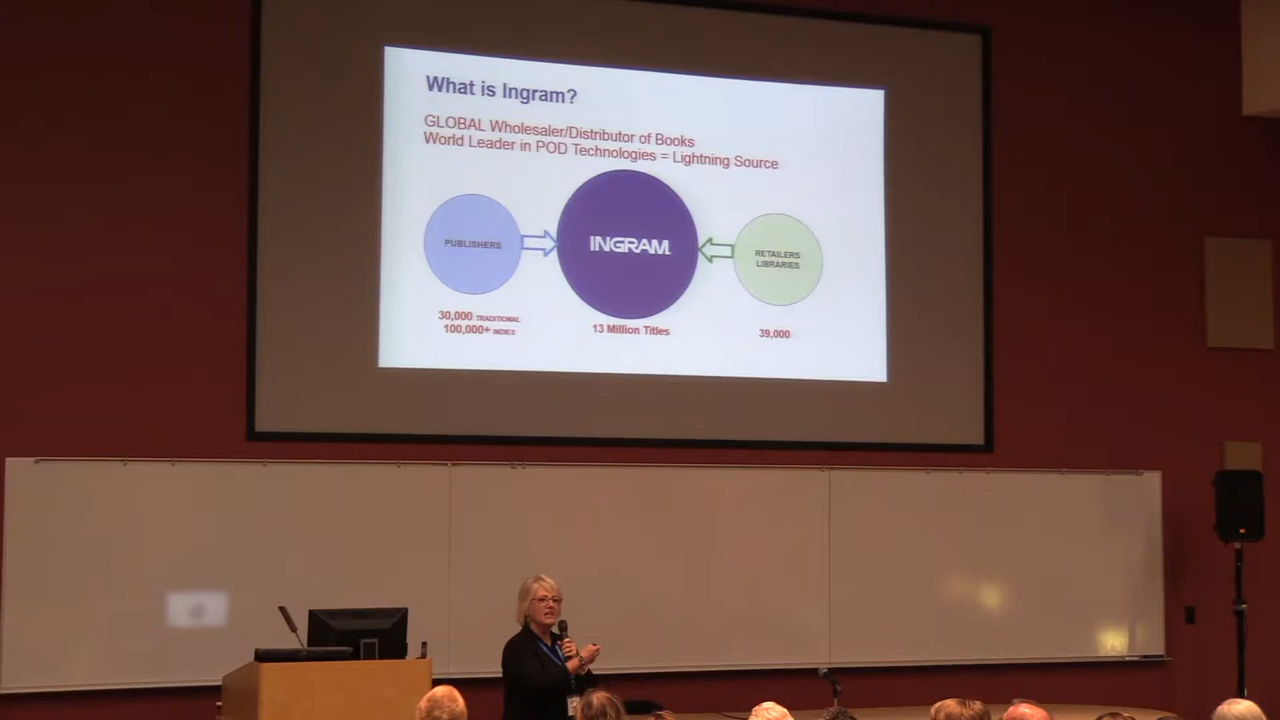 What is Ingram?
GLOBAL Wholesaler/Distributor of Books
World Leader in POD Technologies = Lightning Source
PUBLISHERS
INGRAM
RETAILERS
LIBRARIES
30,000 TRADITIONAL
100,000+ INDIES
13 Million Titles
39,000